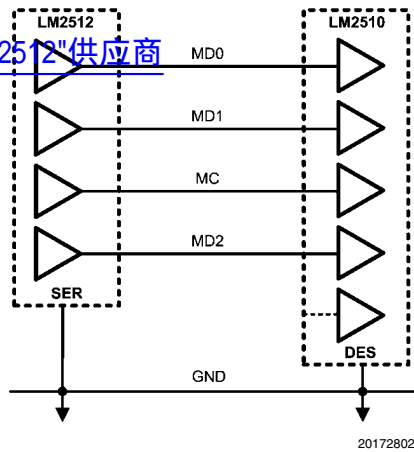 LM2512
LM2510
2512"供应商
MD0
MD1
MC
MD2
SER
DES
GND
20172802